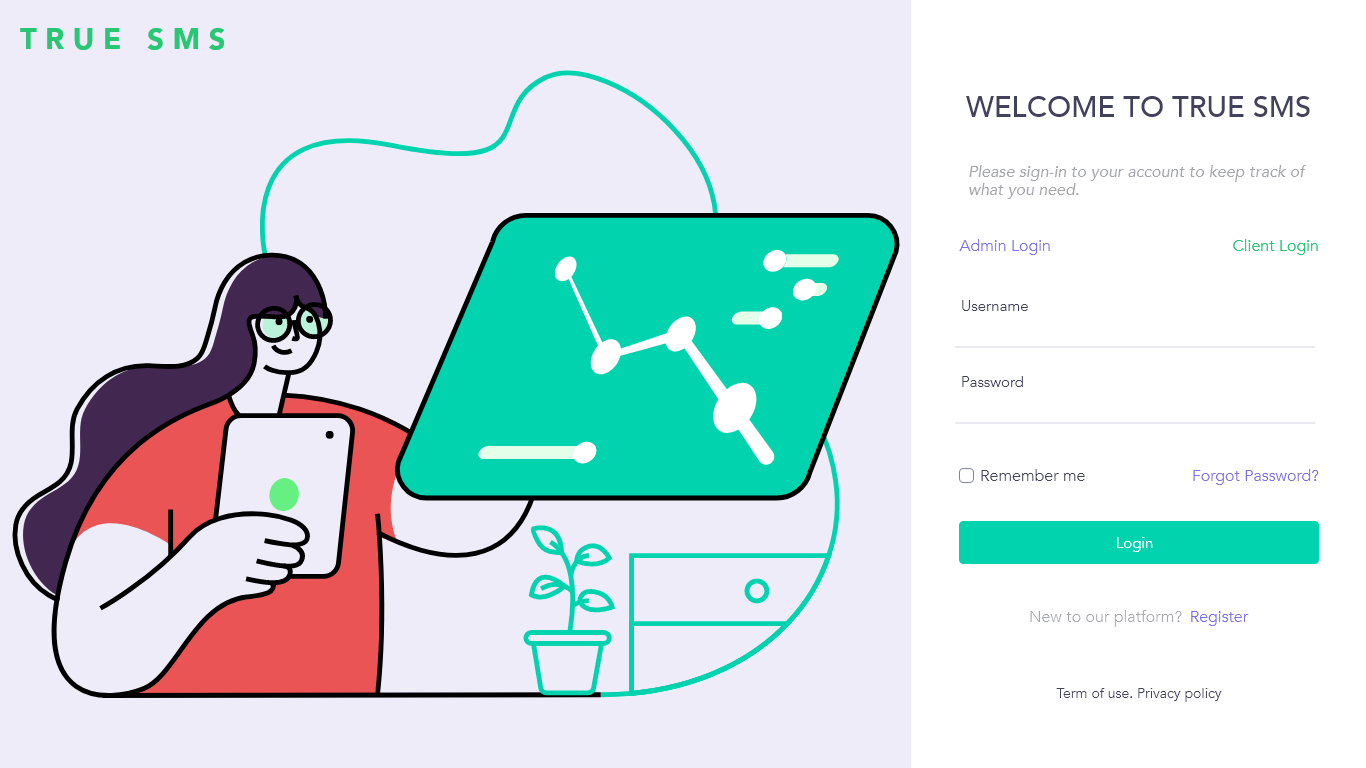 TRUE SMS
WELCOME TO TRUE SMS
Please sign-in to your account to keep track of
what you need.
Admin Login
Client Login
Username
Password
Remember me
Forgot Password?
Login
New to our platform? Register
Term of use. Privacy policy